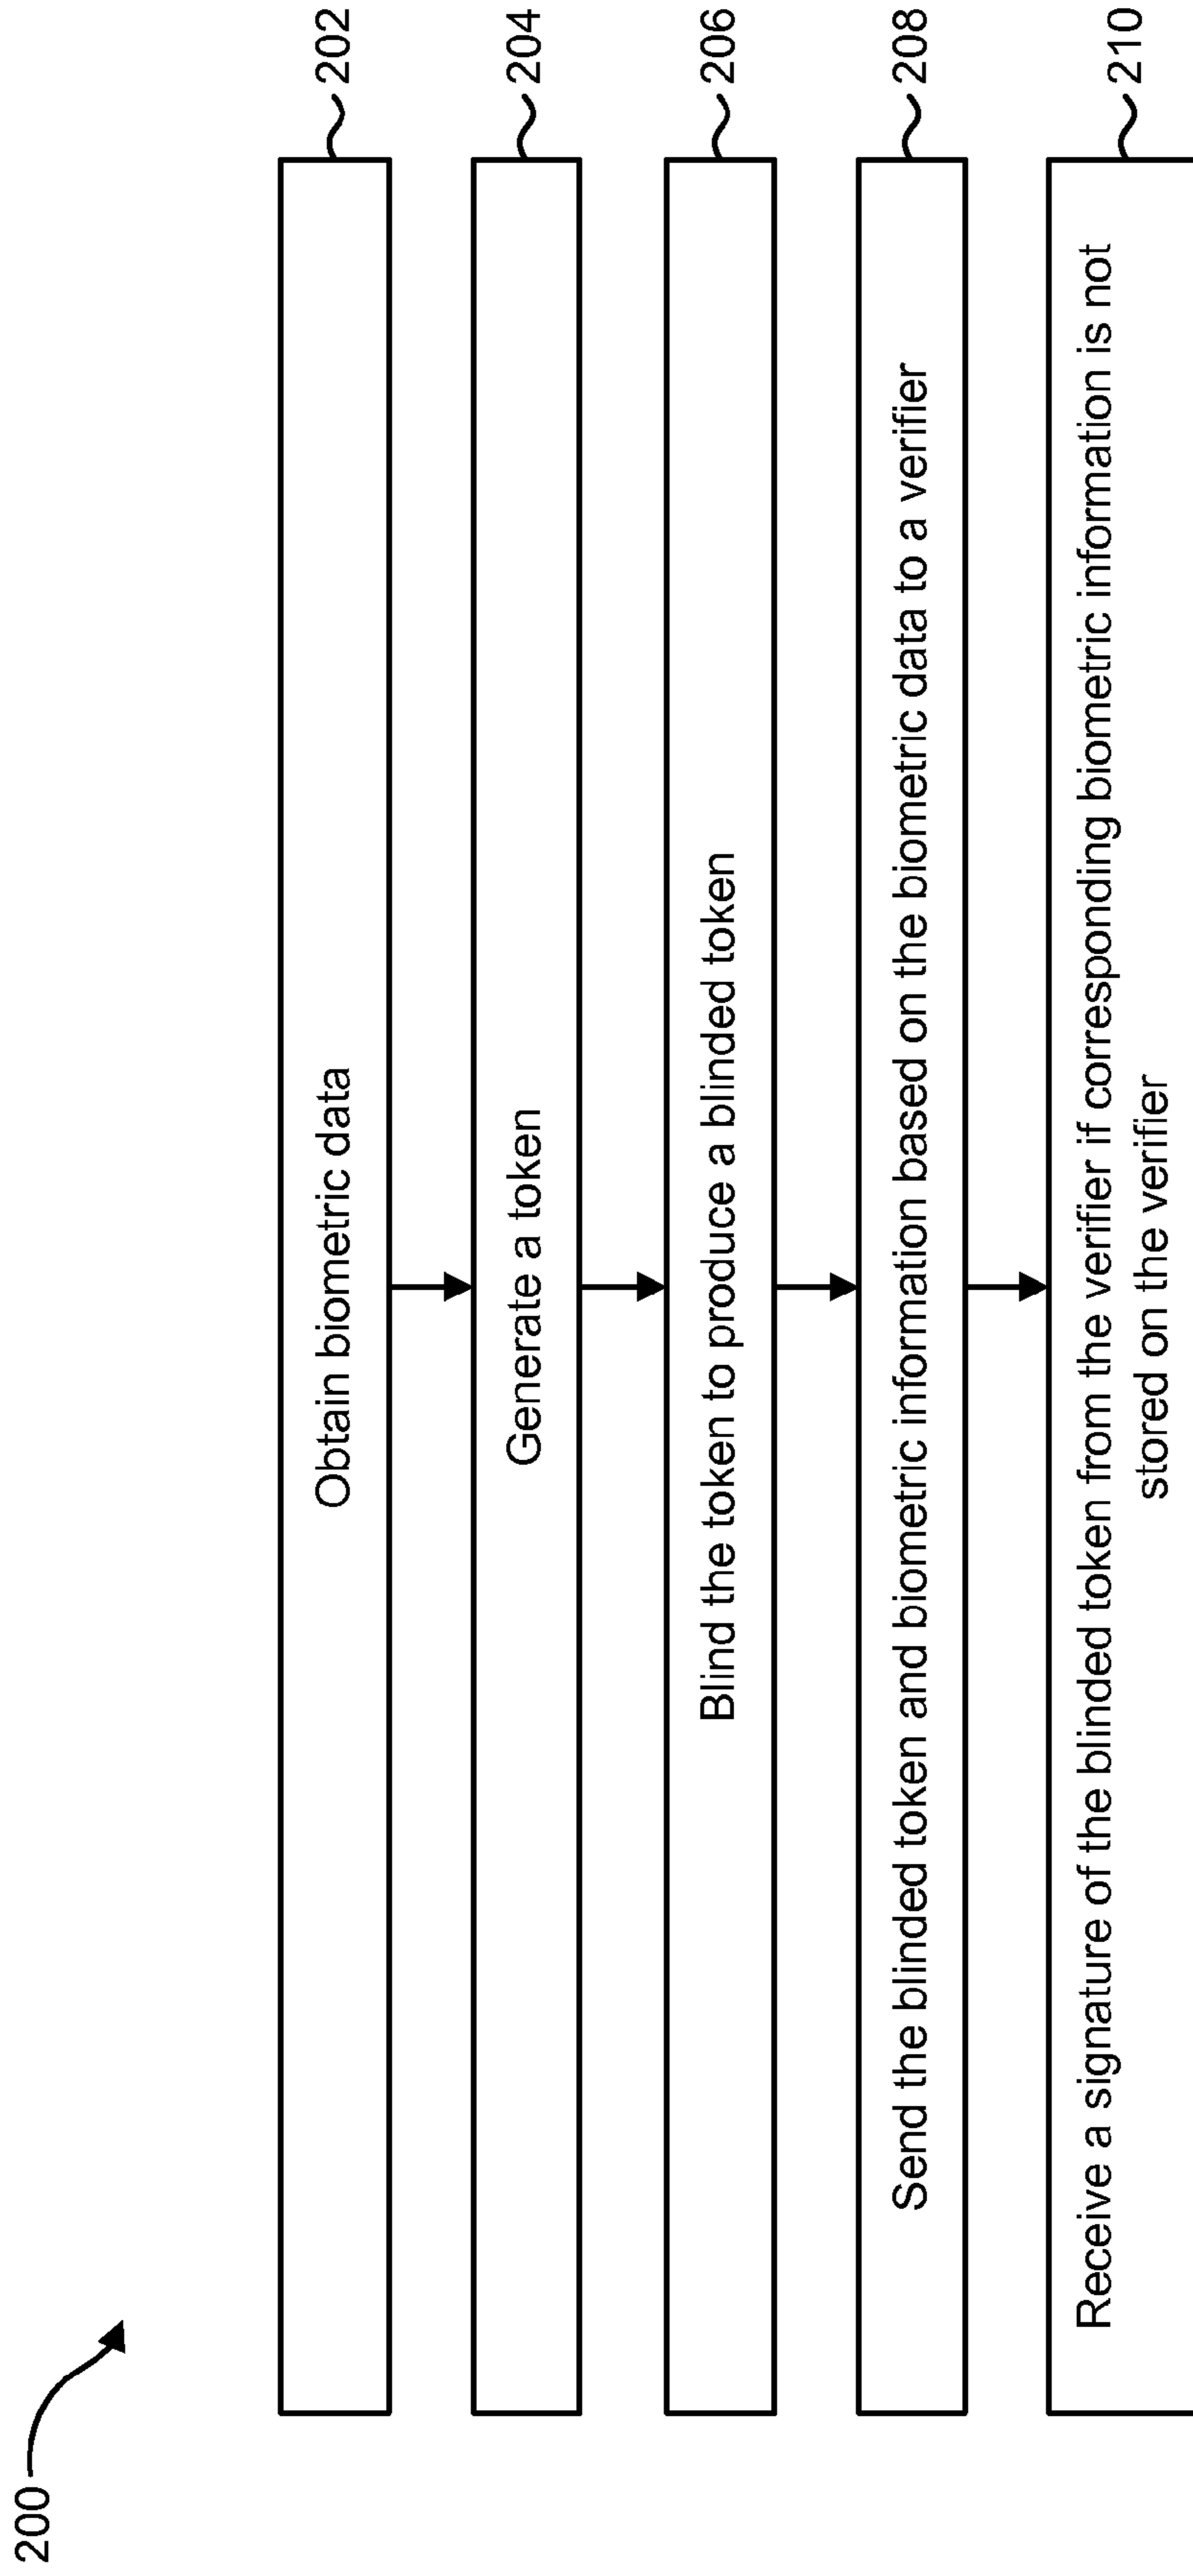 200
Obtain biometric data
202
Generate a token
204
Blind the token to produce a blinded token
206
Send the blinded token and biometric information based on the biometric data to a verifier
208
Receive a signature of the blinded token from the verifier if corresponding biometric information is not
stored on the verifier
210